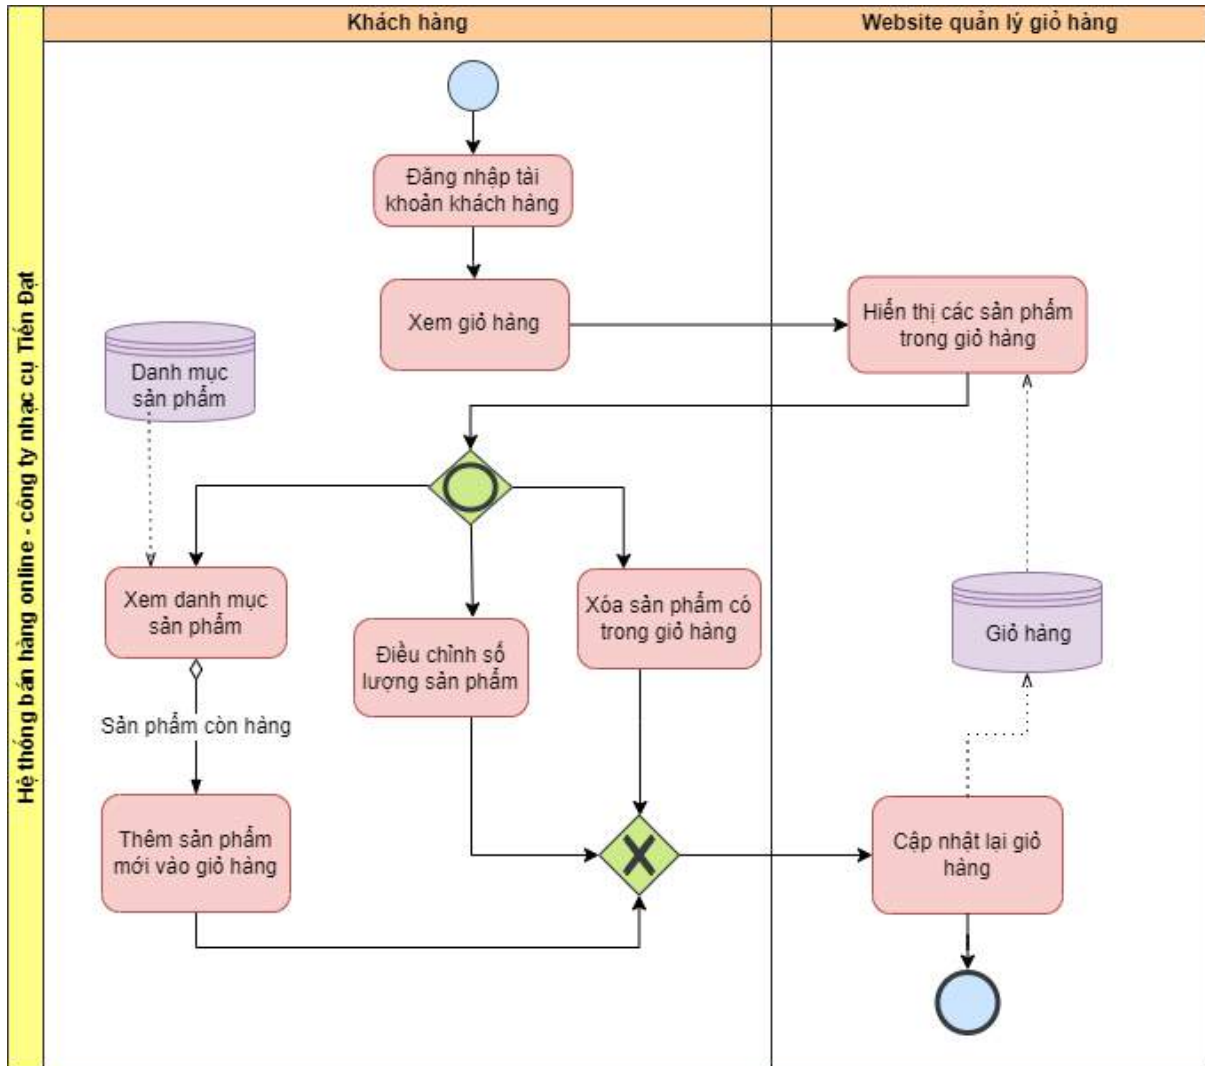 Khách hàng
Website quản lý giỏ hàng
Hệ thống bán hàng online - công ty nhạc cụ Tiến Đạt
Đăng nhập tài
khoản khách hàng
Xem giỏ hàng
Hiển thị các sản phẩm
trong giỏ hàng
Danh mục
sản phẩm
Xem danh mục
sản phẩm
Điều chỉnh số
lượng sản phẩm
Xóa sản phẩm có
trong giỏ hàng
Giỏ hàng
Sản phẩm còn hàng
Thêm sản phẩm
mới vào giỏ hàng
Cập nhật lại giỏ
hàng